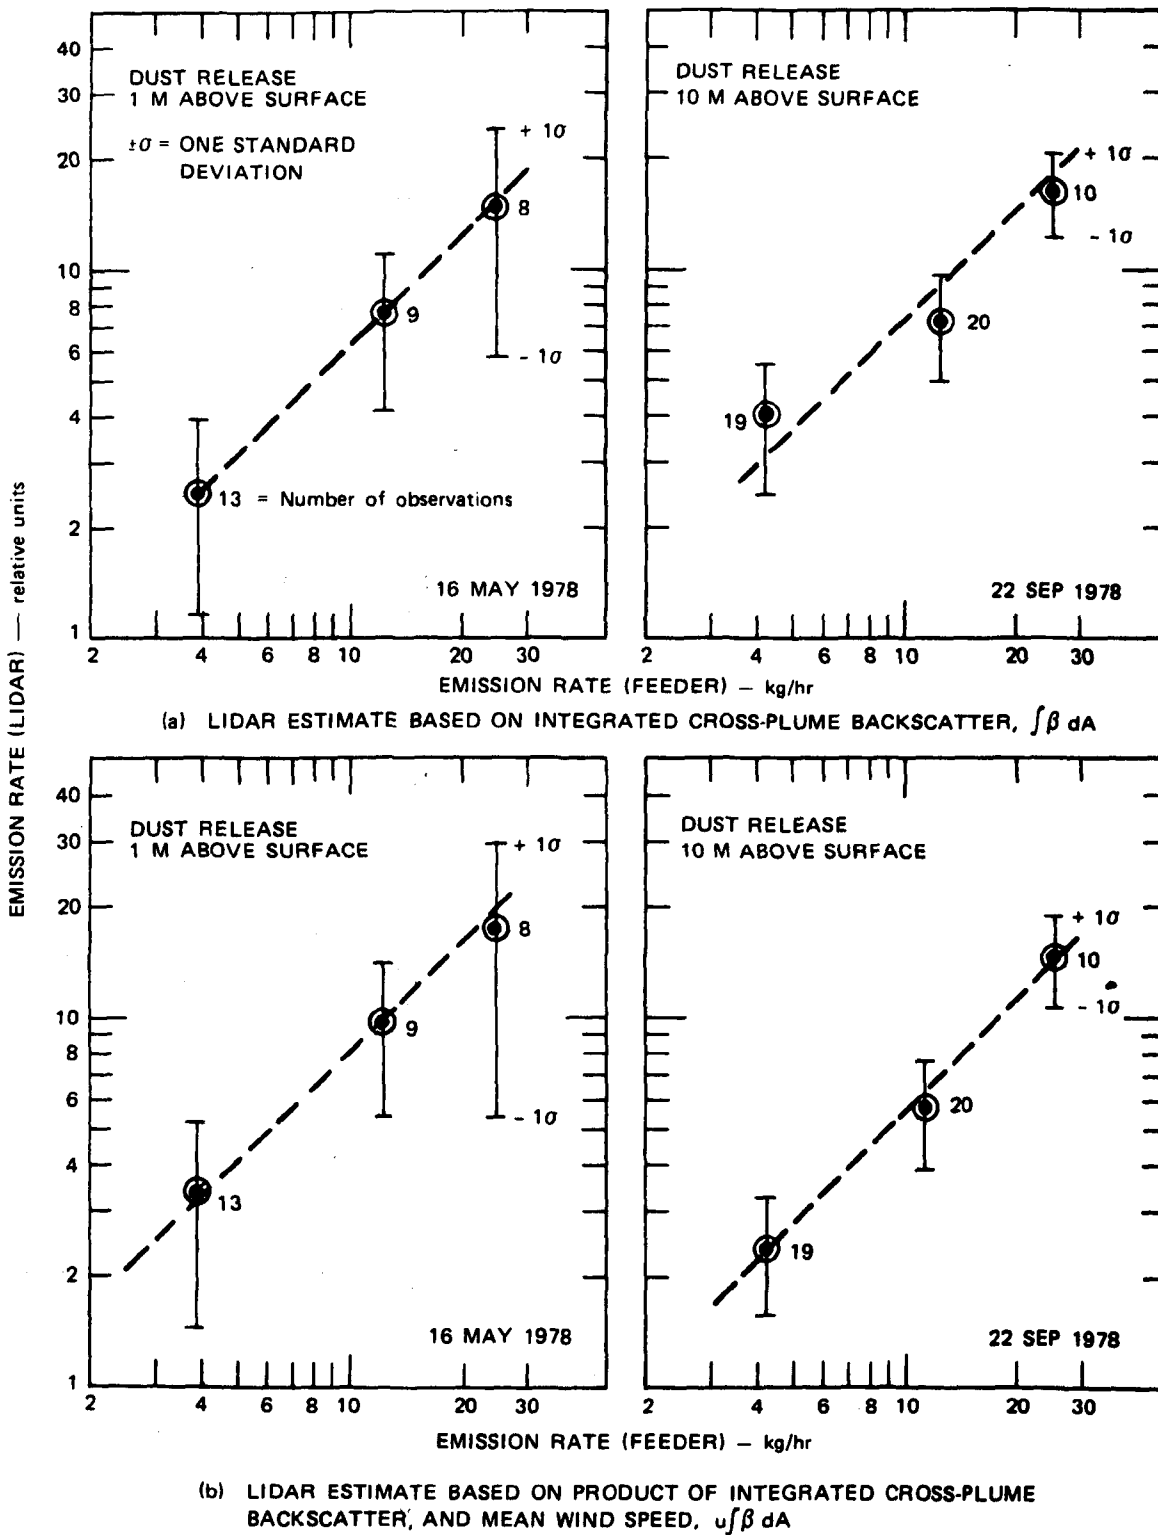 EMISSION RATE (LIDAR) — relative units
40
30
20
10
8
6
4
2
1
DUST RELEASE
1 M ABOVE SURFACE
±σ = ONE STANDARD
DEVIATION
+ 1σ
8
- 1σ
9
13 = Number of observations
16 MAY 1978
2
4
6
8
10
20
30
DUST RELEASE
10 M ABOVE SURFACE
+ 1σ
10
- 1σ
20
19
22 SEP 1978
2
4
6
8
10
20
30
EMISSION RATE (FEEDER) – kg/hr
(a) LIDAR ESTIMATE BASED ON INTEGRATED CROSS-PLUME BACKSCATTER, ∫β dA
40
30
20
10
8
6
4
2
1
DUST RELEASE
1 M ABOVE SURFACE
+ 1σ
8
- 1σ
9
13
16 MAY 1978
2
4
6
8
10
20
30
DUST RELEASE
10 M ABOVE SURFACE
+ 1σ
10
- 1σ
20
19
22 SEP 1978
2
4
6
8
10
20
30
EMISSION RATE (FEEDER) – kg/hr
(b) LIDAR ESTIMATE BASED ON PRODUCT OF INTEGRATED CROSS-PLUME
BACKSCATTER, AND MEAN WIND SPEED, u∫β dA